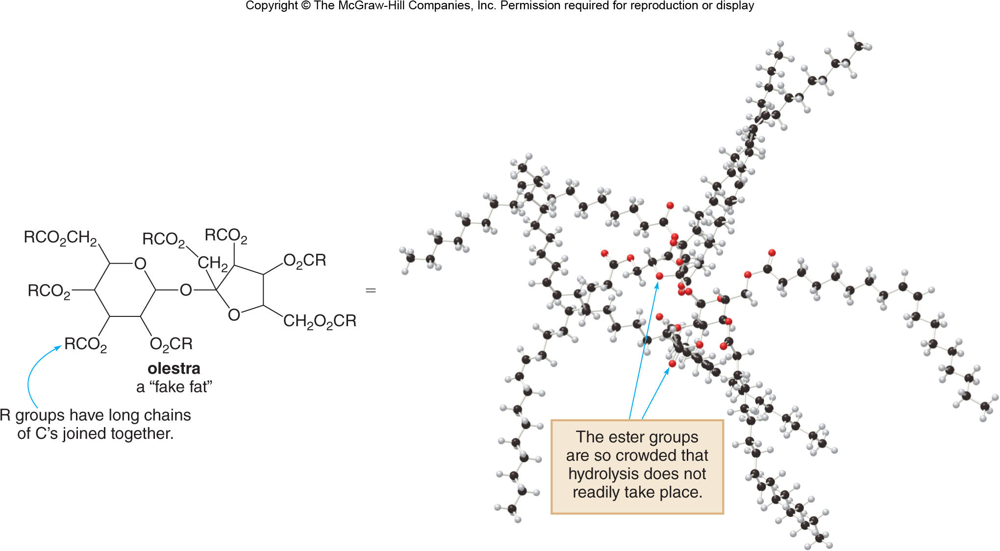 Copyright © The McGraw-Hill Companies, Inc. Permission required for reproduction or display
RCO₂CH₂
RCO₂
RCO₂
O₂CR
CH₂
O
RCO₂
O
O
CH₂O₂CR
RCO₂
O₂CR
=
olestra
a “fake fat”
R groups have long chains
of C’s joined together.
The ester groups
are so crowded that
hydrolysis does not
readily take place.